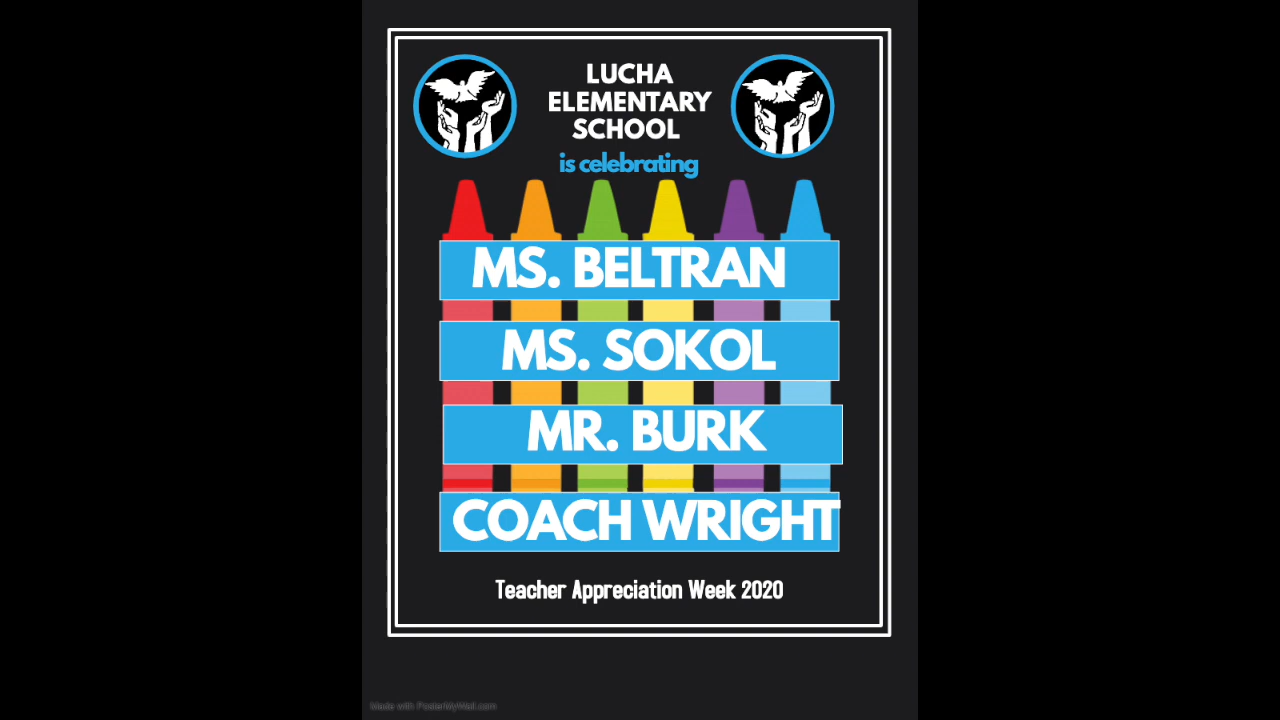 LUCHA
ELEMENTARY
SCHOOL
is celebrating
MS. BELTRAN
MS. SOKOL
MR. BURK
COACH WRIGHT
Teacher Appreciation Week 2020
Made with PosterMyWall.com